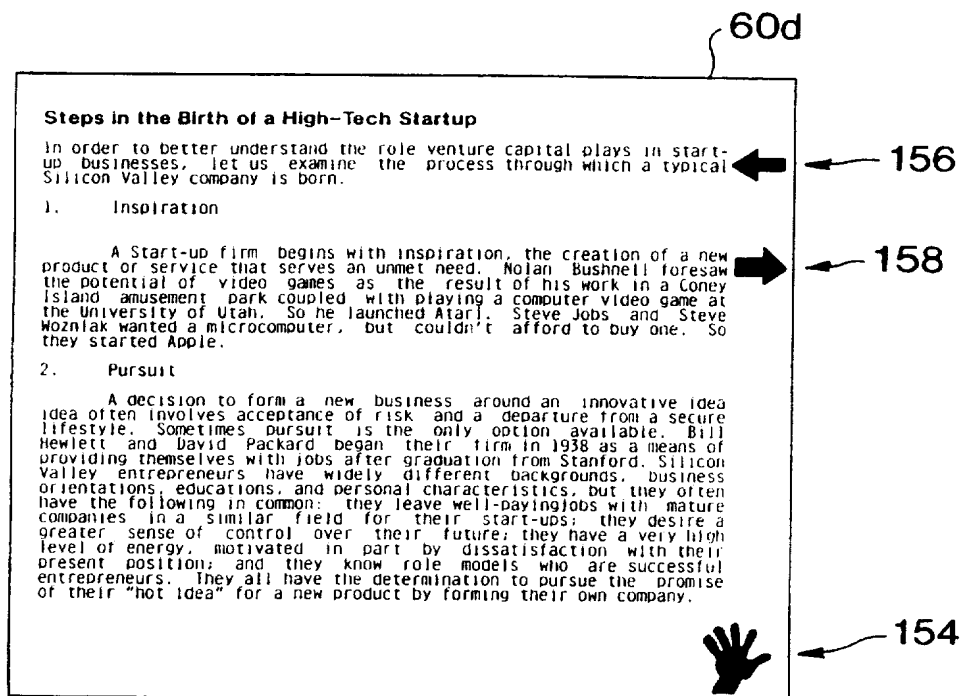 60d
Steps in the Birth of a High-Tech Startup
In order to better understand the role venture capital plays in start-
up businesses, let us examine the process through which a typical
Silicon Valley company is born.
156
1. Inspiration
A Start-up firm begins with inspiration, the creation of a new
product or service that serves an unmet need. Nolan Bushnell foresaw
the potential of video games as the result of his work in a Coney
Island amusement park coupled with playing a computer video game at
the University of Utah. So he launched Atari. Steve Jobs and Steve
Wozniak wanted a microcomputer, but couldn't afford to buy one. So
they started Apple.
158
2. Pursuit
A decision to form a new business around an innovative idea
idea often involves acceptance of risk and a departure from a secure
lifestyle. Sometimes pursuit is the only option available. Bill
Hewlett and David Packard began their firm in 1938 as a means of
providing themselves with jobs after graduation from Stanford. Silicon
Valley entrepreneurs have widely different backgrounds, business
orientations, educations, and personal characteristics, but they often
have the following in common: they leave well-payingjobs with mature
companies in a similar field for their start-ups; they desire a
greater sense of control over their future; they have a very high
level of energy, motivated in part by dissatisfaction with their
present position; and they know role models who are successful
entrepreneurs. They all have the determination to pursue the promise
of their "hot idea" for a new product by forming their own company.
154